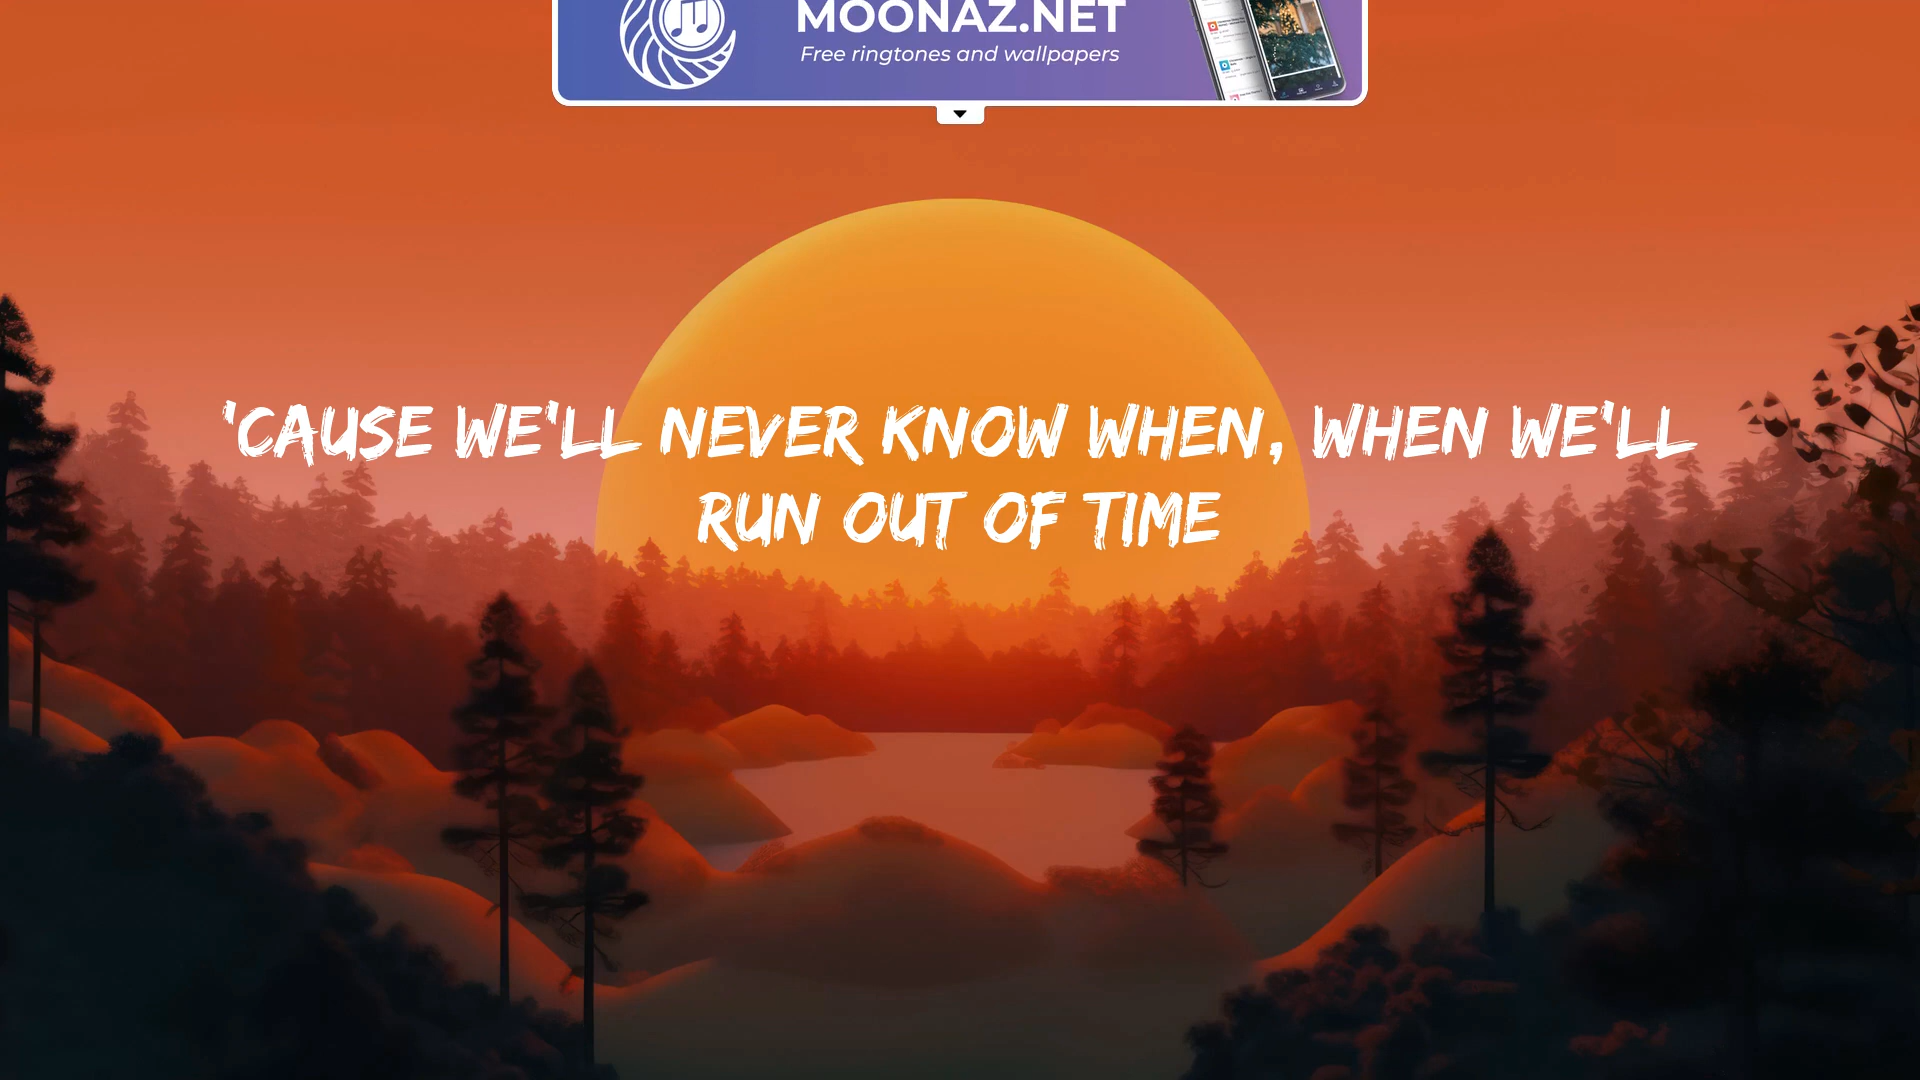 MOONAZ.NET
Free ringtones and wallpapers
'CAUSE WE'LL NEVER KNOW WHEN, WHEN WE'LL
RUN OUT OF TIME